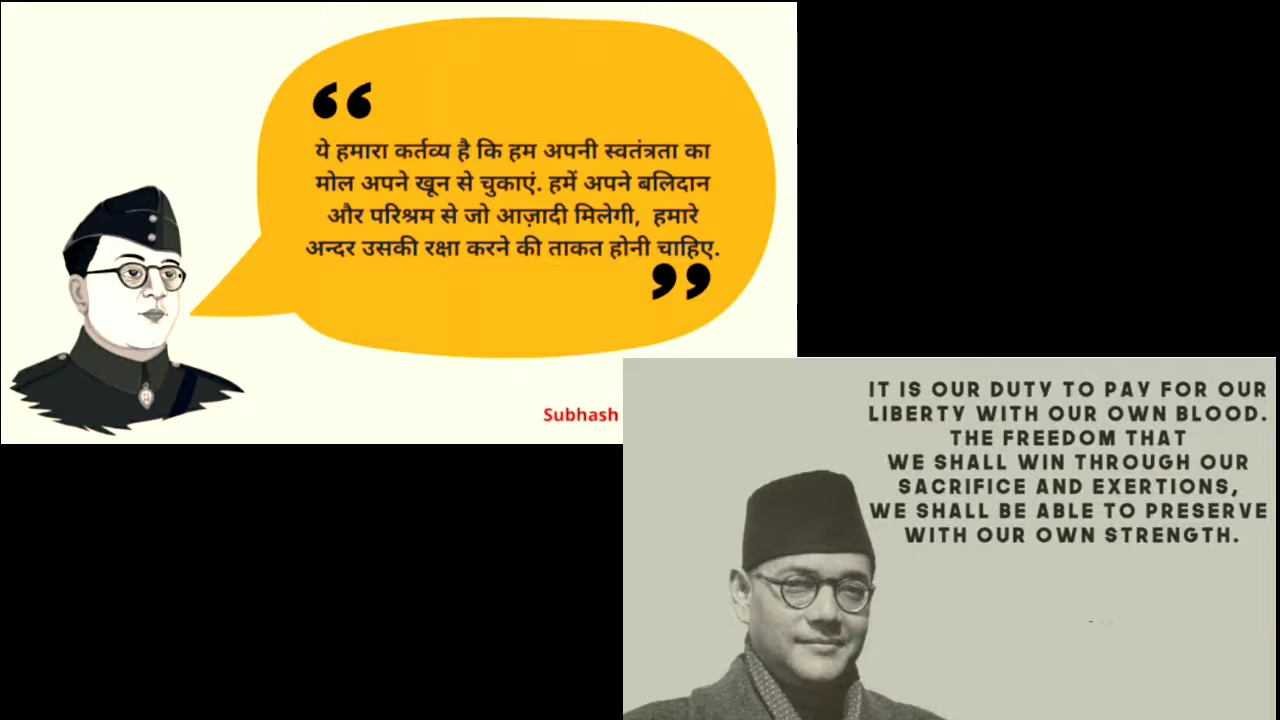 ये हमारा कर्तव्य है कि हम अपनी स्वतंत्रता का
मोल अपने खून से चुकाएं. हमें अपने बलिदान
और परिश्रम से जो आज़ादी मिलेगी, हमारे
अन्दर उसकी रक्षा करने की ताकत होनी चाहिए.
Subhash
IT IS OUR DUTY TO PAY FOR OUR
LIBERTY WITH OUR OWN BLOOD.
THE FREEDOM THAT
WE SHALL WIN THROUGH OUR
SACRIFICE AND EXERTIONS,
WE SHALL BE ABLE TO PRESERVE
WITH OUR OWN STRENGTH.